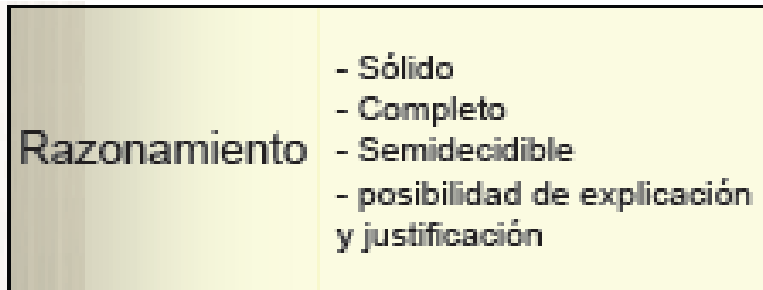 Razonamiento
- Sólido
- Completo
- Semidecidible
- posibilidad de explicación
y justificación